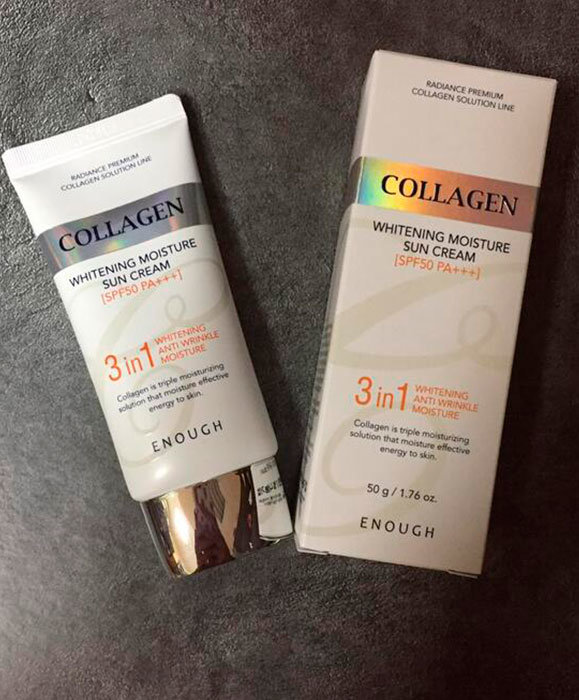 RADIANCE PREMIUM
COLLAGEN SOLUTION LINE
COLLAGEN
WHITENING MOISTURE
SUN CREAM
[SPF50 PA+++]
3 in 1
WHITENING
ANTI WRINKLE
MOISTURE
Collagen is triple moisturizing
solution that moisture effective
energy to skin.
ENOUGH
RADIANCE PREMIUM
COLLAGEN SOLUTION LINE
COLLAGEN
WHITENING MOISTURE
SUN CREAM
[SPF50 PA+++]
3 in 1
WHITENING
ANTI WRINKLE
MOISTURE
Collagen is triple moisturizing
solution that moisture effective
energy to skin.
50 g / 1.76 oz.
ENOUGH